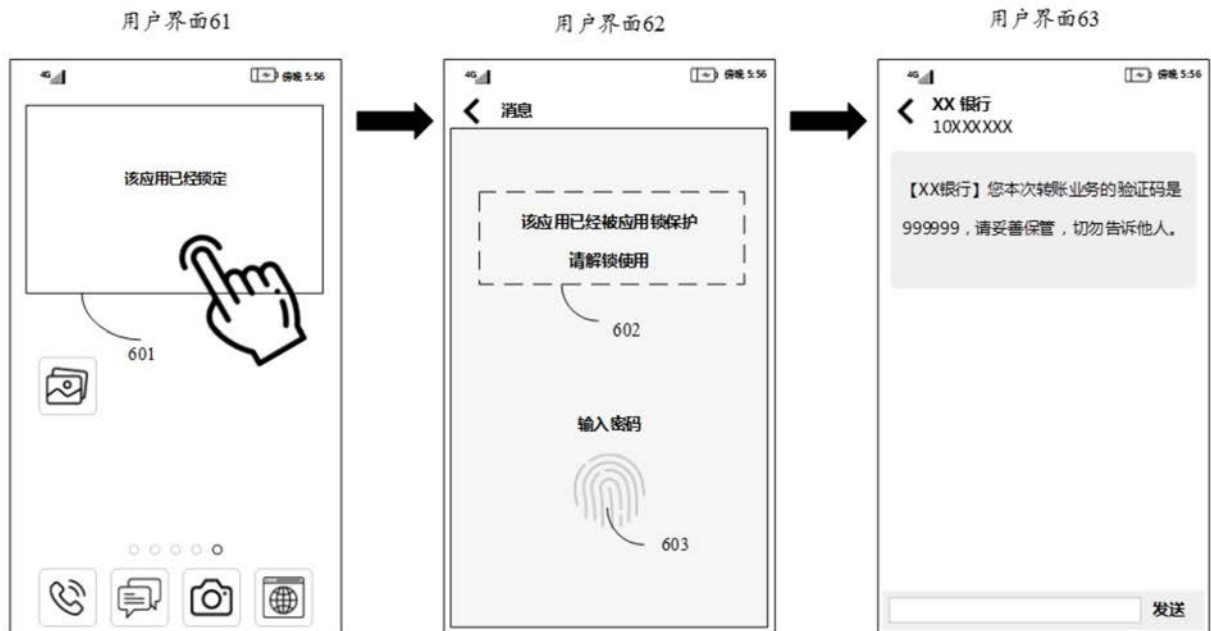 用户界面61
用户界面62
用户界面63
4G
傍晚 5:56
该应用已经锁定
601
4G
傍晚 5:56
消息
该应用已经被应用锁保护
请解锁使用
602
输入密码
603
4G
傍晚 5:56
XX 银行
10XXXXXX
【XX银行】您本次转账业务的验证码是
999999，请妥善保管，切勿告诉他人。
发送